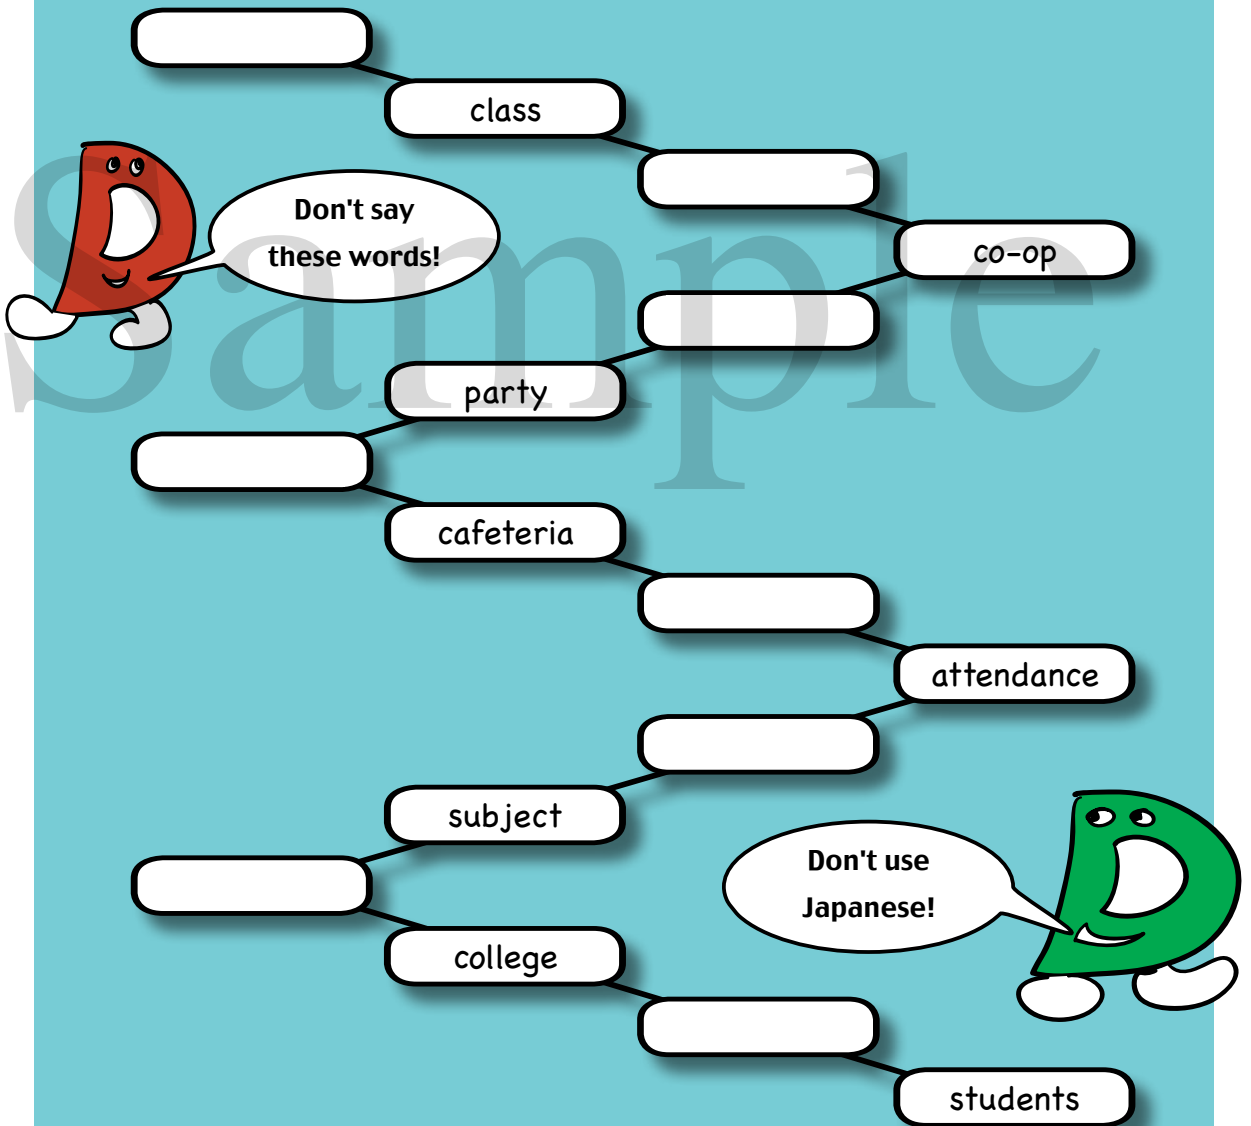 class
Don't say
these words!
co-op
party
cafeteria
attendance
subject
Don't use
Japanese!
college
students
Sample